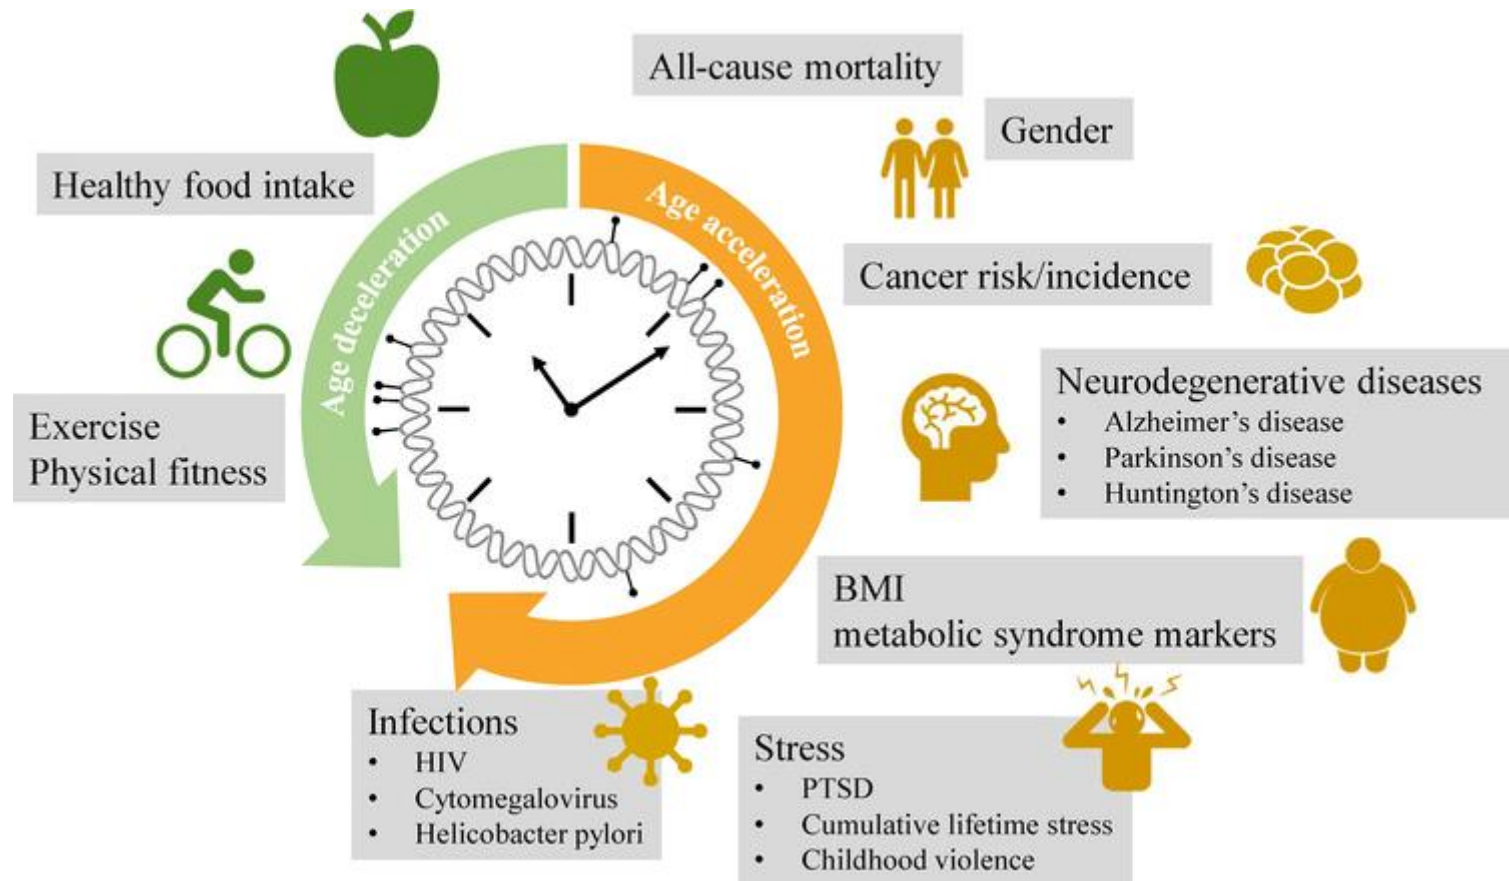 All-cause mortality
Gender
Healthy food intake
Age deceleration
Age acceleration
Cancer risk/incidence
Exercise
Physical fitness
Neurodegenerative diseases
• Alzheimer’s disease
• Parkinson’s disease
• Huntington’s disease
BMI
metabolic syndrome markers
Infections
• HIV
• Cytomegalovirus
• Helicobacter pylori
Stress
• PTSD
• Cumulative lifetime stress
• Childhood violence